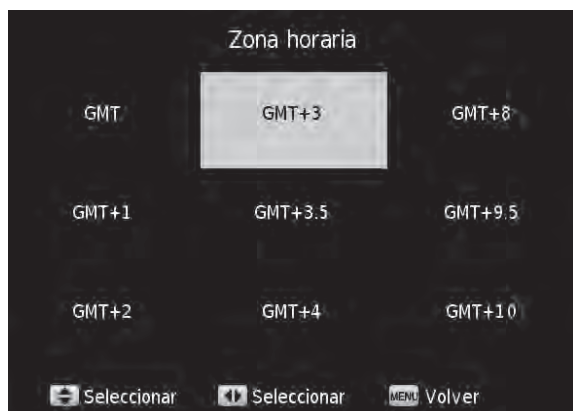 Zona horaria
GMT GMT+3 GMT+8
GMT+1 GMT+3.5 GMT+9.5
GMT+2 GMT+4 GMT+10
Seleccionar Seleccionar MENU Volver